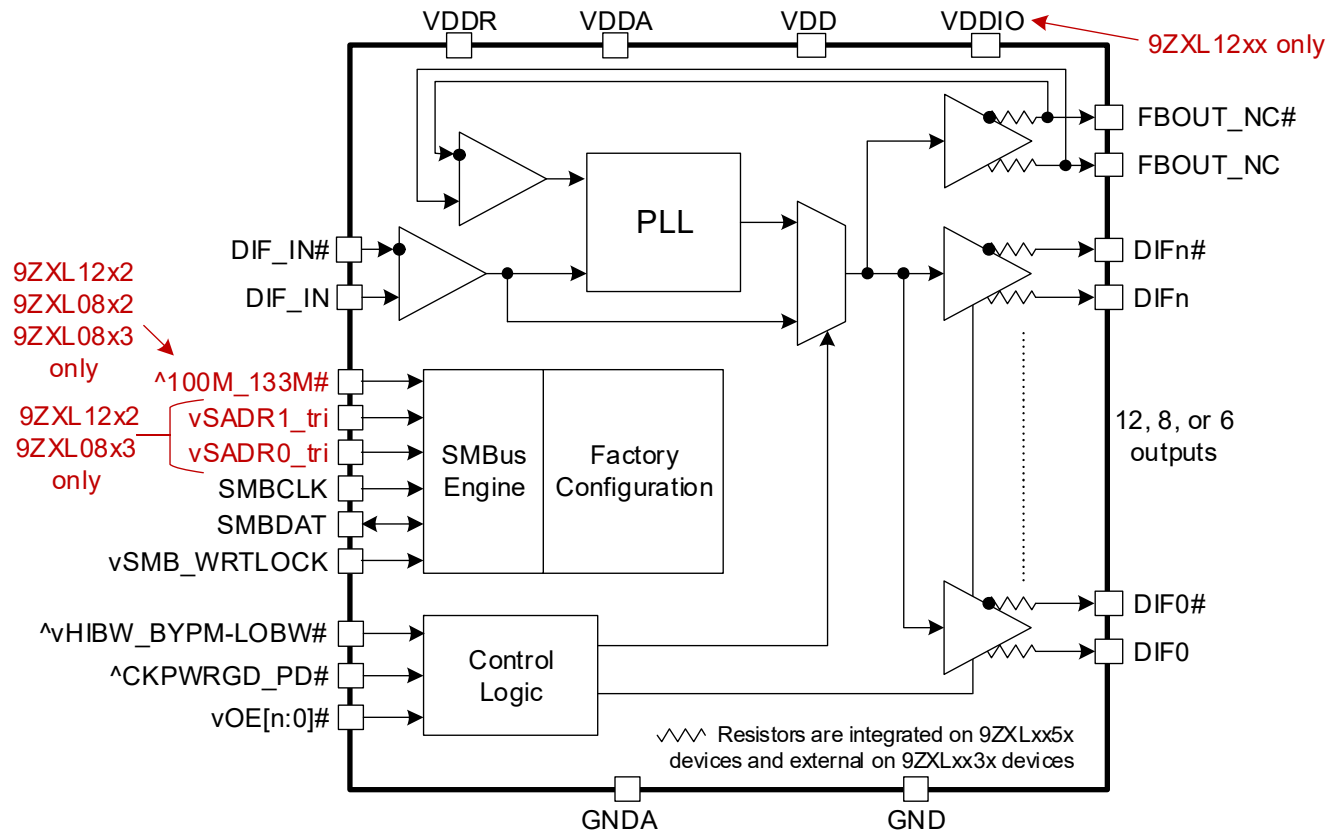 VDDR
VDDA
VDD
VDDIO
9ZXL12xx only
FBOUT_NC#
FBOUT_NC
PLL
DIF_IN#
DIF_IN
DIFn#
DIFn
9ZXL12x2
9ZXL08x2
9ZXL08x3
only
^100M_133M#
9ZXL12x2
9ZXL08x3
only
vSADR1_tri
vSADR0_tri
SMBCLK
SMBDAT
vSMB_WRTLOCK
SMBus
Engine
Factory
Configuration
12, 8, or 6
outputs
^vHIBW_BYPM-LOBW#
^CKPWRGD_PD#
vOE[n:0]#
Control
Logic
DIF0#
DIF0
Resistors are integrated on 9ZXLxx5x
devices and external on 9ZXLxx3x devices
GNDA
GND